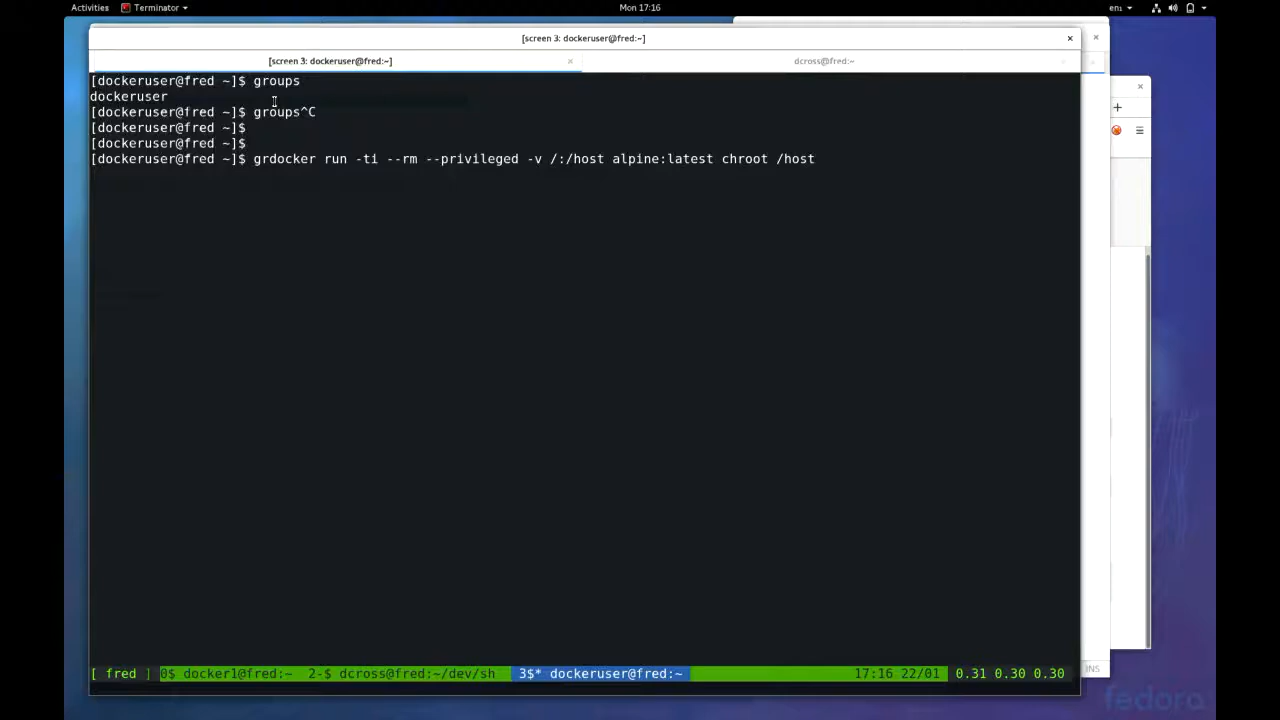 Activities Terminator Mon 17:16 en₁
[screen 3: dockeruser@fred:~]
[screen 3: dockeruser@fred:~] dcross@fred:~
[dockeruser@fred ~]$ groups
dockeruser
[dockeruser@fred ~]$ groups^C
[dockeruser@fred ~]$
[dockeruser@fred ~]$
[dockeruser@fred ~]$ grdocker run -ti --rm --privileged -v /:/host alpine:latest chroot /host
[ fred ] 0$ docker1@fred:~ 2-$ dcross@fred:~/dev/sh 3$* dockeruser@fred:~ 17:16 22/01 0.31 0.30 0.30
INS
fedora